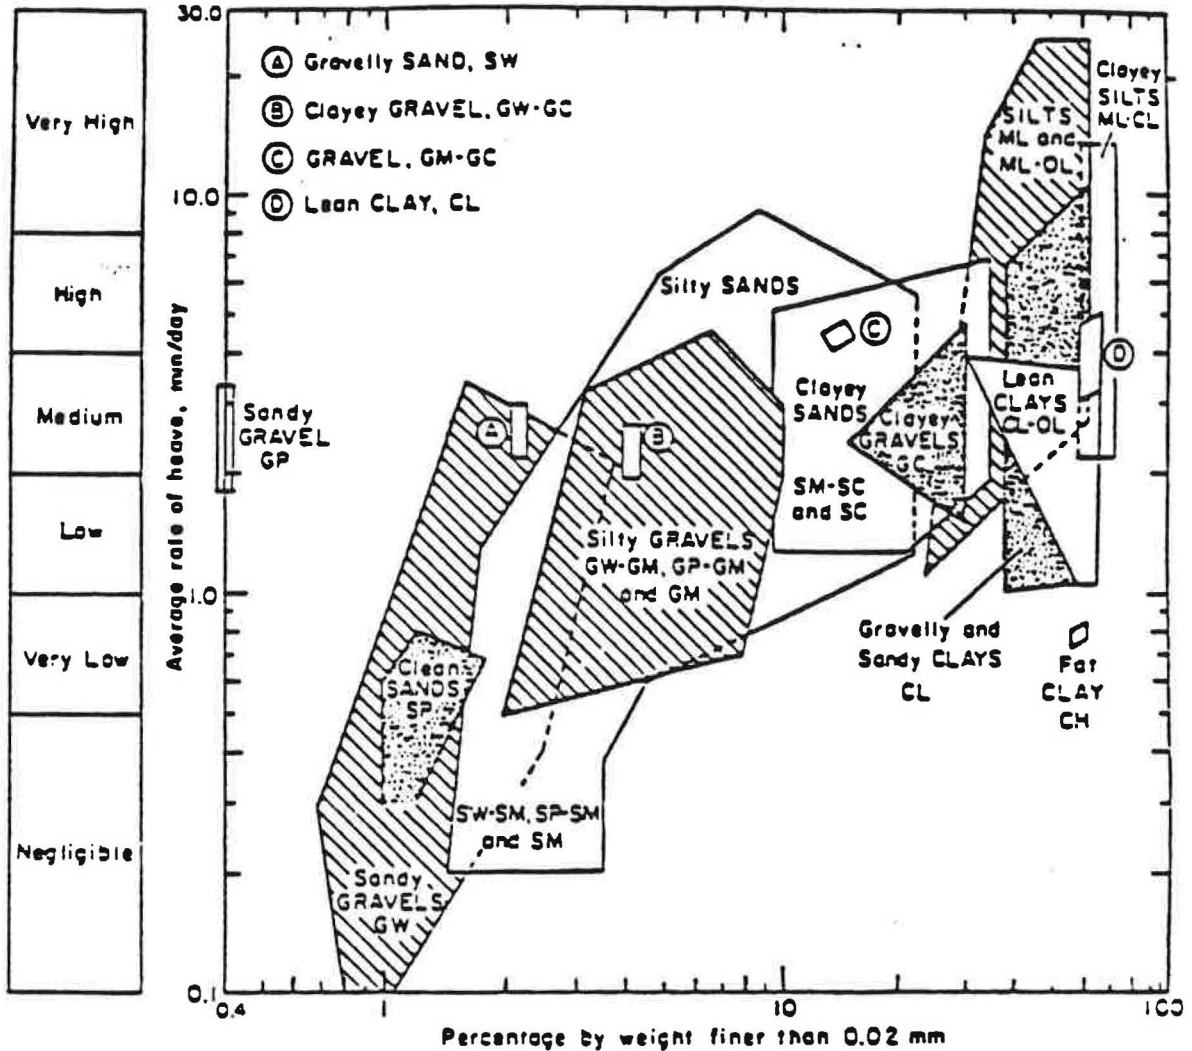 30.0
10.0
1.0
0.1
Average rate of heave, mm/day
Very High
High
Medium
Low
Very Low
Negligible
Ⓐ Gravelly SAND, SW
Ⓑ Clayey GRAVEL, GW-GC
Ⓒ GRAVEL, GM-GC
Ⓓ Lean CLAY, CL
Sandy
GRAVEL
GP
Ⓐ
Ⓑ
Silty SANDS
Ⓒ
Clayey
SANDS
SM-SC
and SC
Clayey
GRAVELS
GC
SILTS
ML and
ML-OL
Clayey
SILTS
ML-CL
Ⓓ
Lean
CLAYS
CL-OL
Silty GRAVELS
GW-GM, GP-GM
and GM
Clean
SANDS
SP
SW-SM, SP-SM
and SM
Sandy
GRAVELS
GW
Gravelly and
Sandy CLAYS
CL
Fat
CLAY
CH
0.4
1
10
100
Percentage by weight finer than 0.02 mm